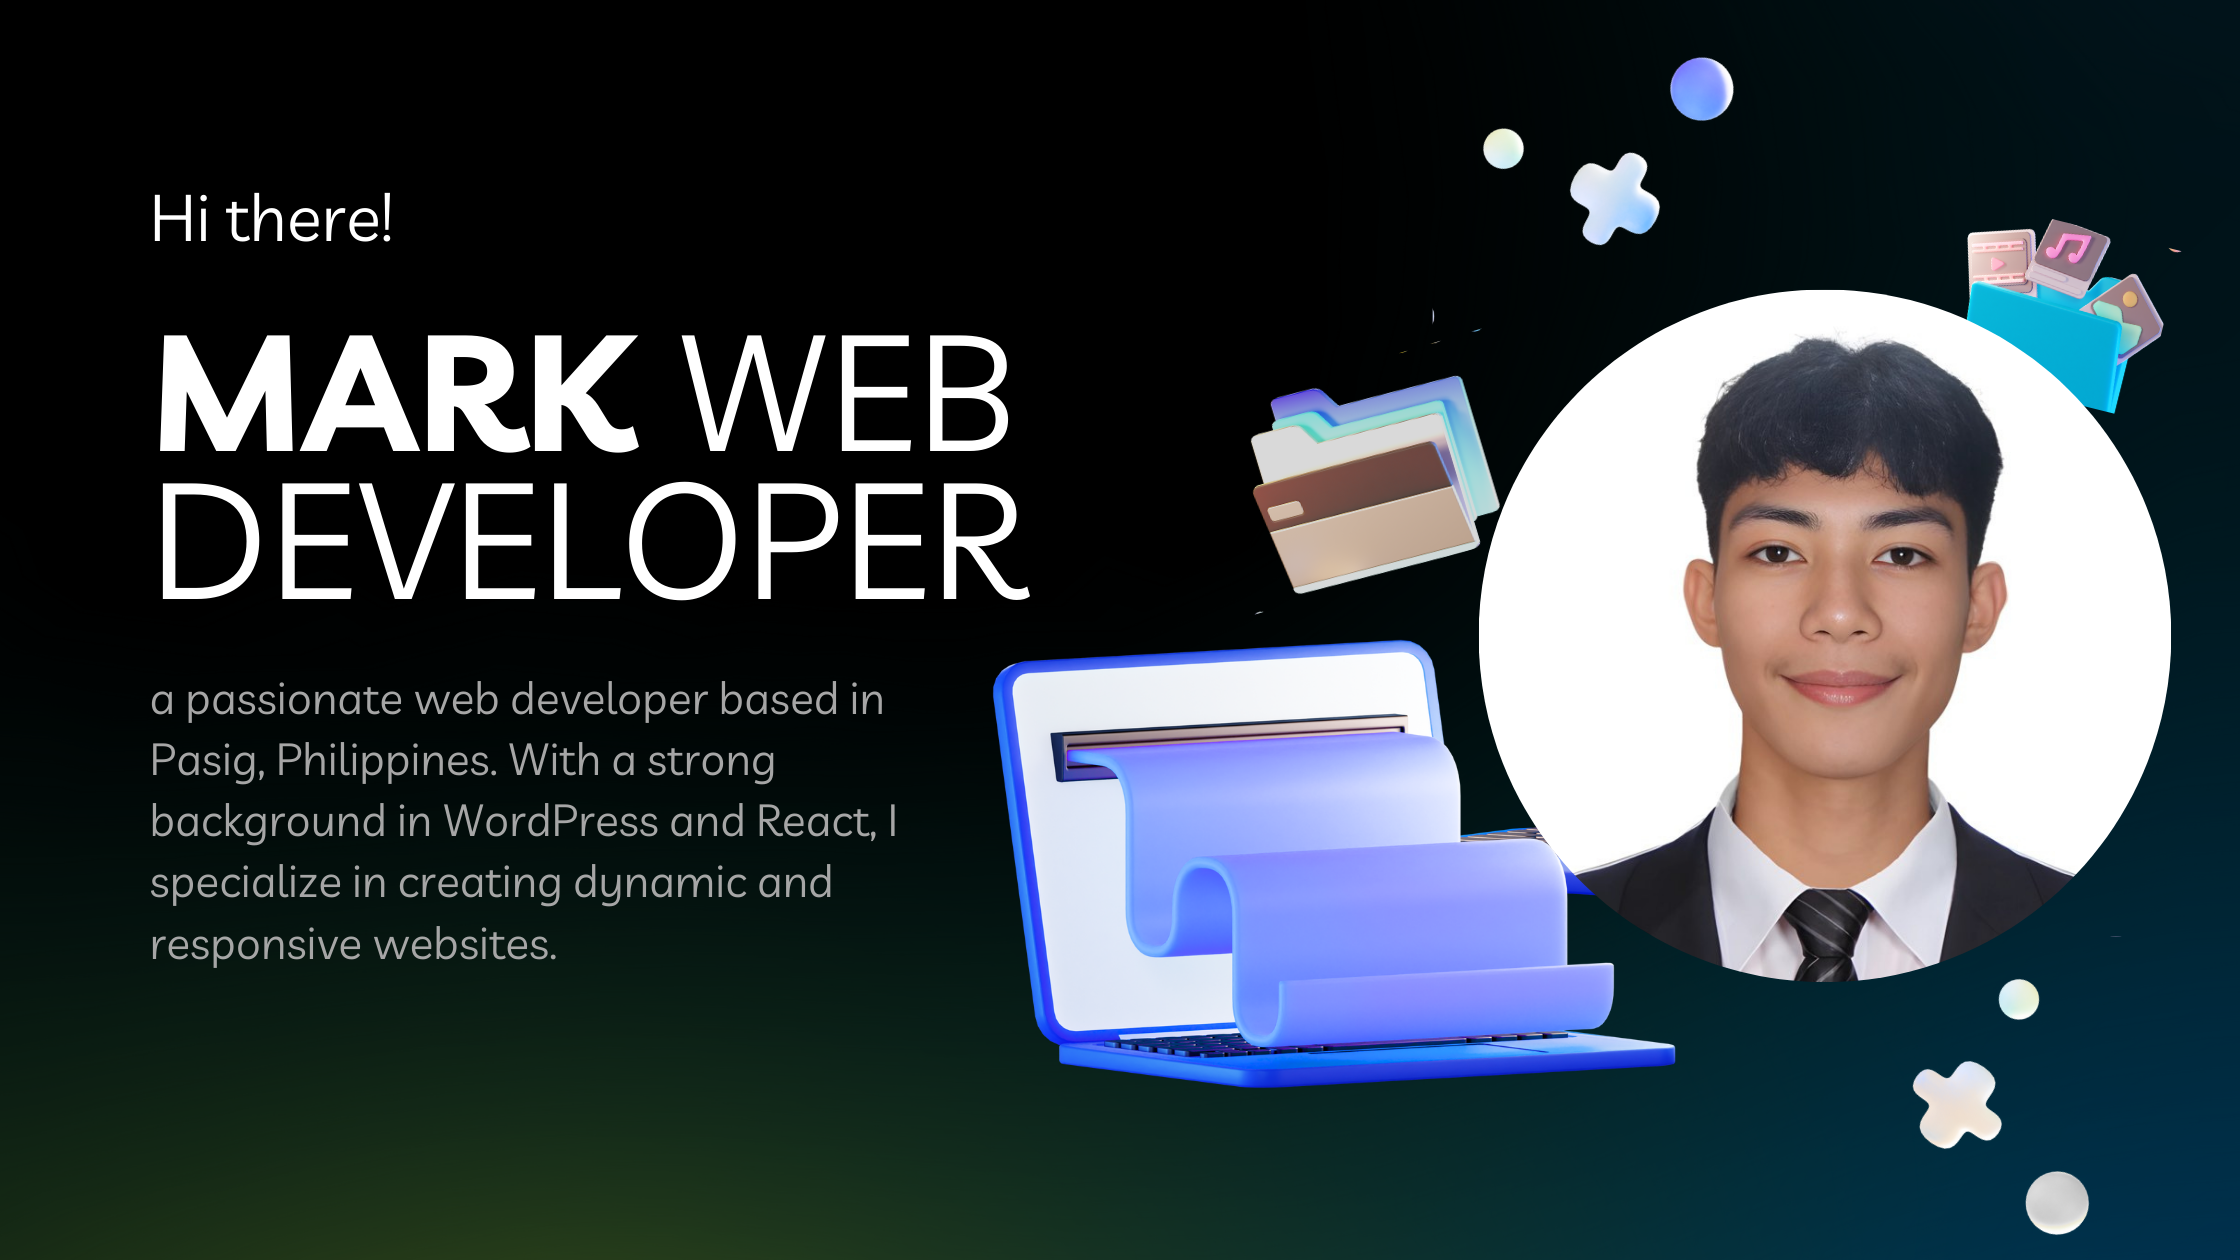 Hi there!
MARK WEB
DEVELOPER
a passionate web developer based in
Pasig, Philippines. With a strong
background in WordPress and React, I
specialize in creating dynamic and
responsive websites.